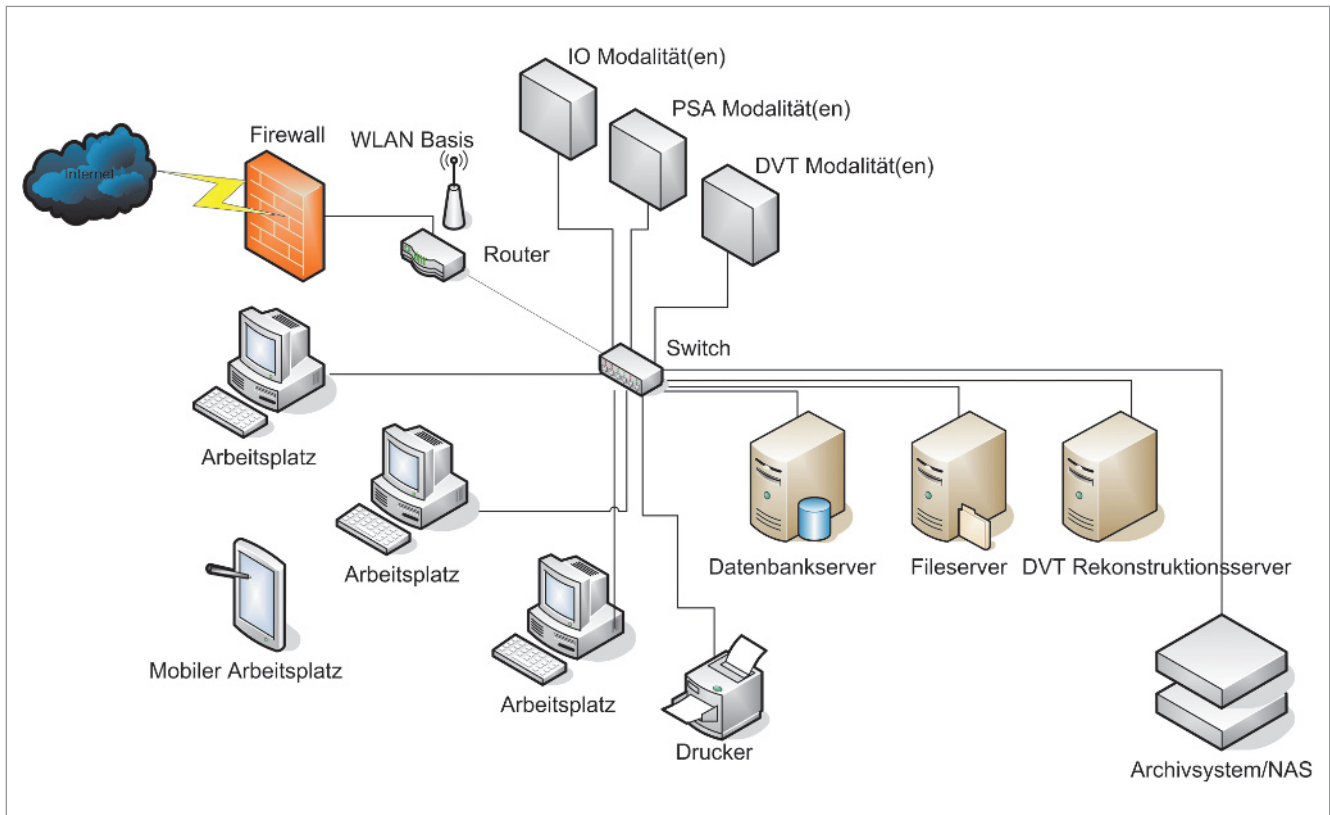 IO Modalität(en)
PSA Modalität(en)
Firewall
WLAN Basis
DVT Modalität(en)
Internet
Router
Switch
Arbeitsplatz
Arbeitsplatz
Datenbankserver
Fileserver
DVT Rekonstruktionsserver
Mobiler Arbeitsplatz
Arbeitsplatz
Drucker
Archivsystem/NAS